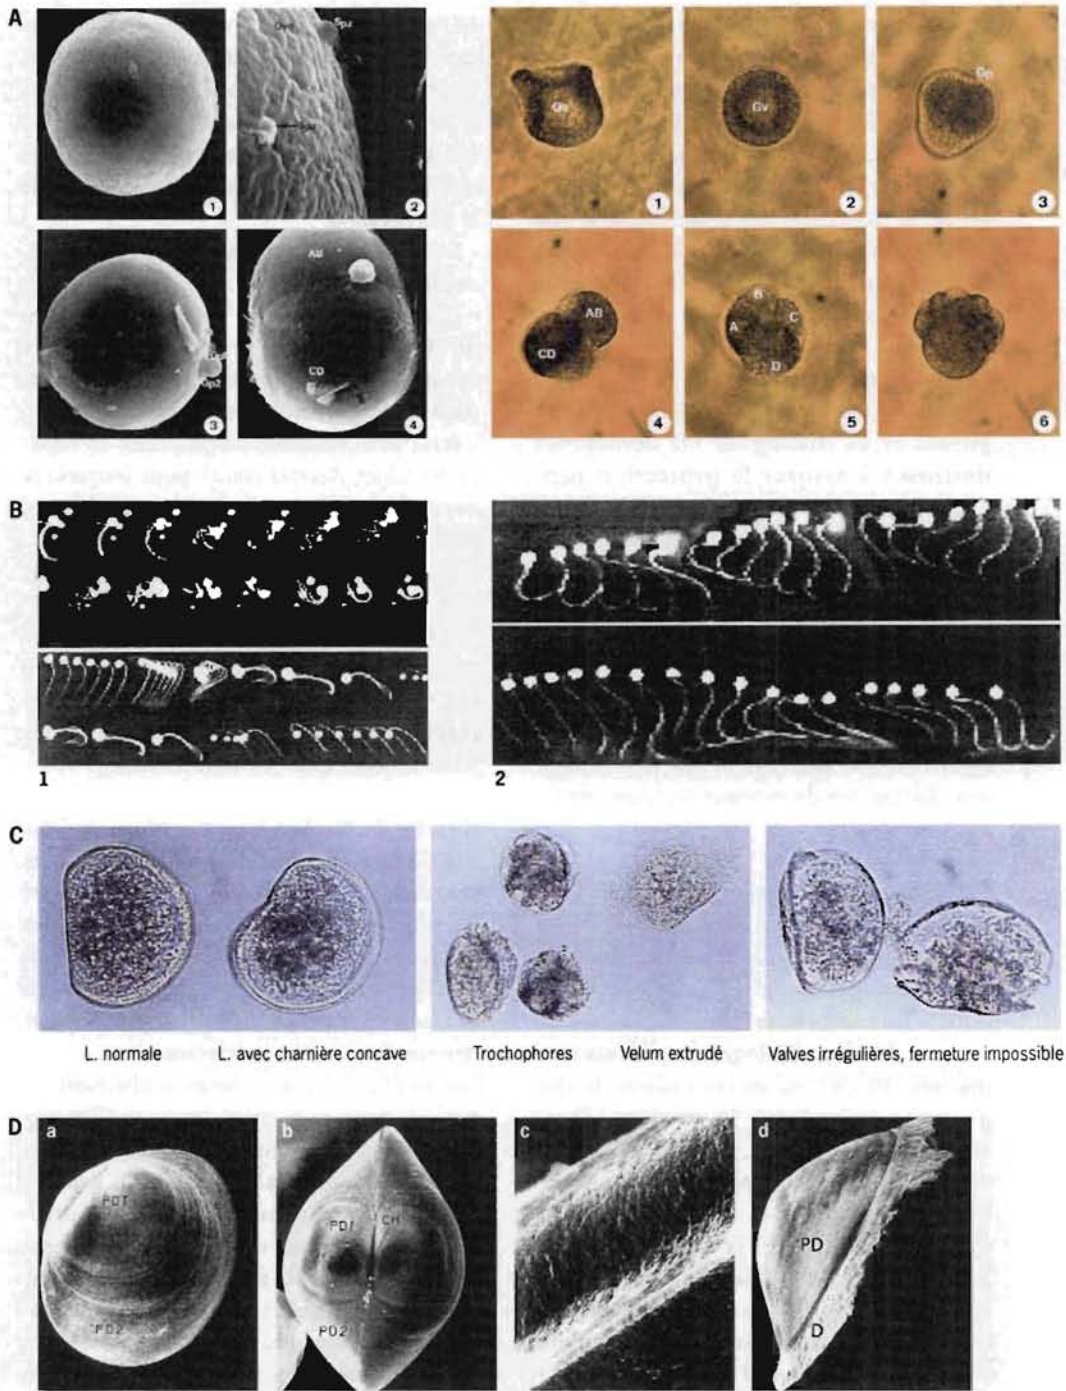 A
Spz
1
2
Gv
1
Gv
2
Gp
3
Gp2
3
AB
CD
4
AB
CD
4
A
B
C
D
5
6
B
1
2
C
L. normale
L. avec charnière concave
Trochophores
Velum extrudé
Valves irrégulières, fermeture impossible
D
a
PD1
PD2
b
PD1
CH
PD2
c
d
PD
D